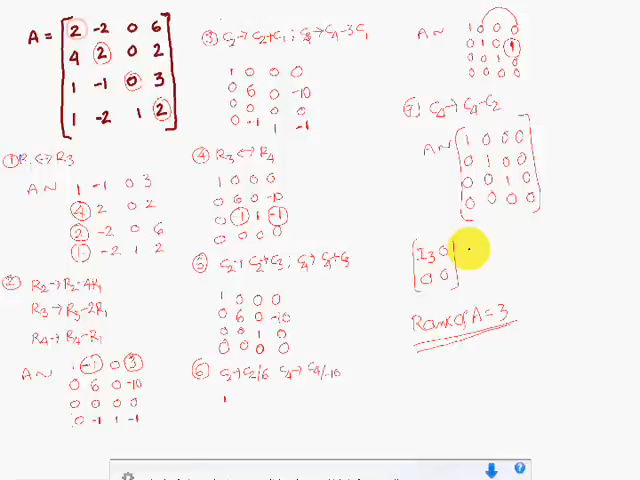 A = [2 -2 0 6
4 2 0 2
1 -1 0 3
1 -2 1 2]
① R₁ ↔ R₃
A ~ 1 -1 0 3
4 2 0 2
2 -2 0 6
1 -2 1 2
② R₂→R₂-4R₁
R₃→R₃-2R₁
R₄→R₄-R₁
A ~ 1 -1 0 3
0 6 0 -10
0 0 0 0
0 -1 1 -1
③ C₂→C₂+C₁ ; C₄→C₄-3C₁
1 0 0 0
0 6 0 -10
0 0 0 0
0 -1 1 -1
④ R₃ ↔ R₄
1 0 0 0
0 6 0 -10
0 -1 1 -1
0 0 0 0
⑤ C₂→C₂+C₃ ; C₄→C₄+C₃
1 0 0 0
0 6 0 -10
0 0 1 0
0 0 0 0
⑥ C₂→C₂/6 C₄→C₄/-10
1
A ~ 1 0 0 0
0 1 0 1
0 0 1 0
0 0 0 0
⑦ C₄→C₄-C₂
A ~ [1 0 0 0
0 1 0 0
0 0 1 0
0 0 0 0]
[I₃ 0
0 0]
Rank of A = 3